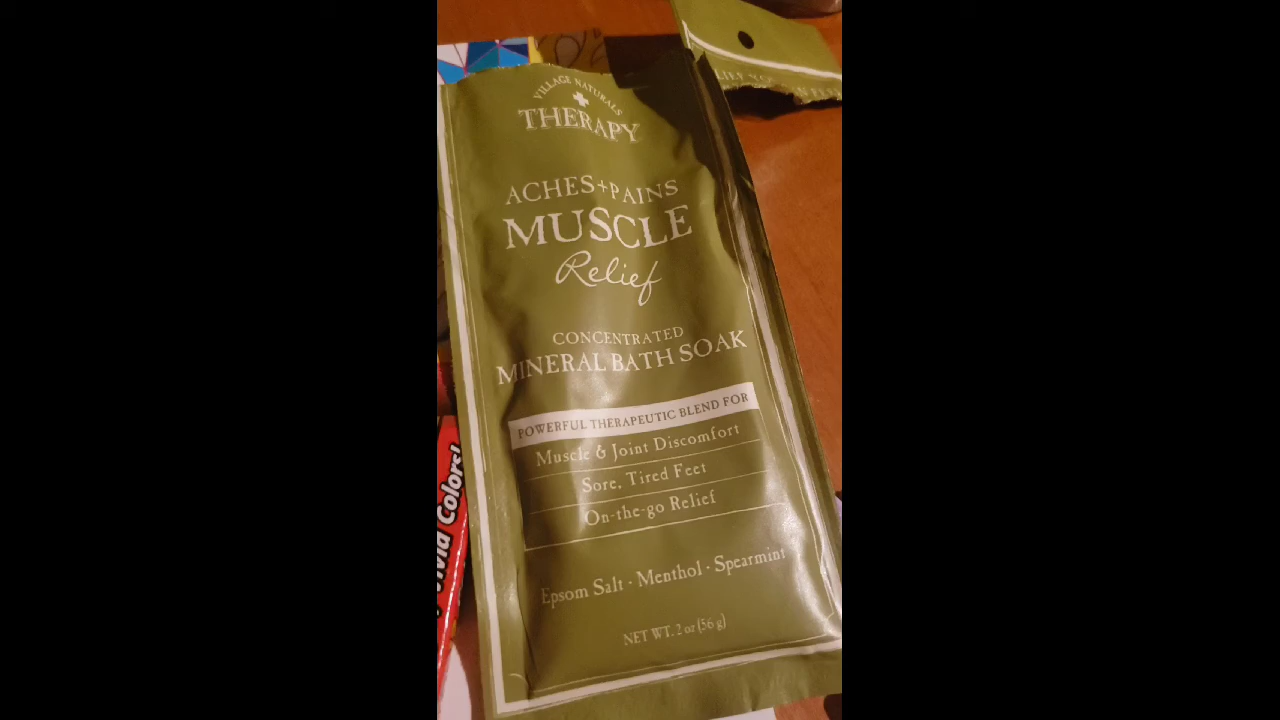 VILLAGE NATURALS
THERAPY
ACHES+PAINS
MUSCLE
Relief
CONCENTRATED
MINERAL BATH SOAK
POWERFUL THERAPEUTIC BLEND FOR
Muscle & Joint Discomfort
Sore, Tired Feet
On-the-go Relief
Epsom Salt · Menthol · Spearmint
NET WT. 2 oz (56 g)
Colors!